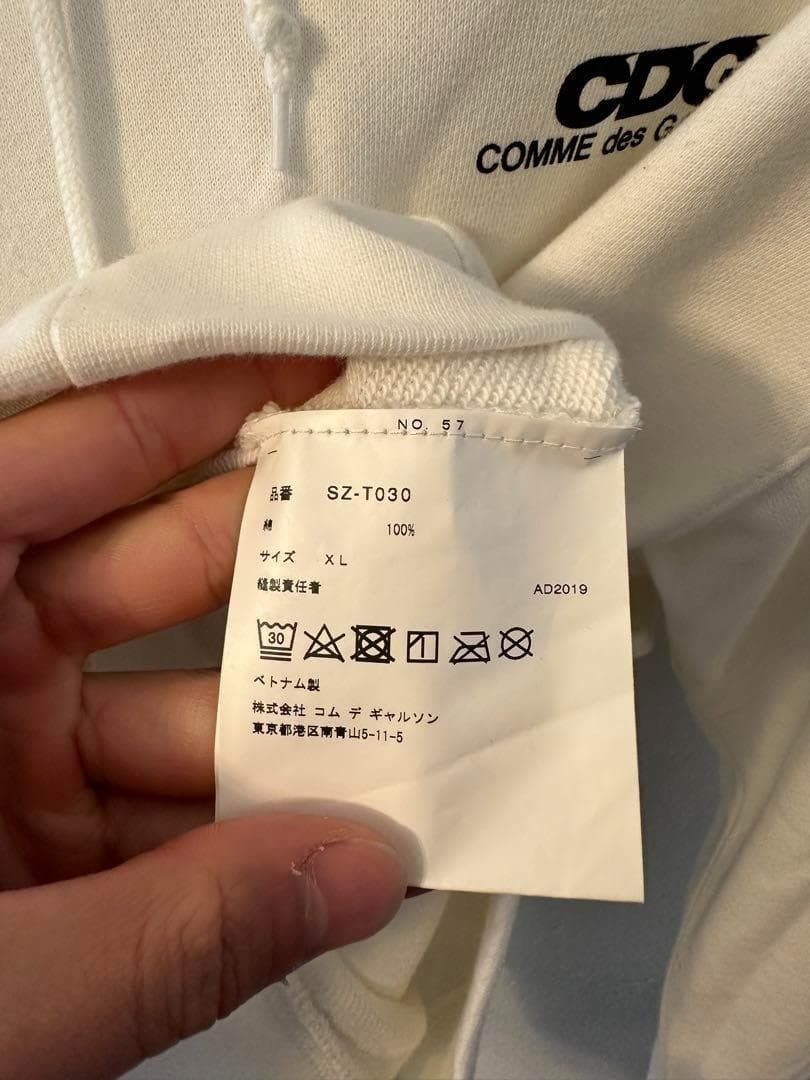 CDG
COMME des G
NO. 57
品番 SZ-T030
綿 100%
サイズ XL
縫製責任者 AD2019
30
ベトナム製
株式会社 コム デ ギャルソン
東京都港区南青山5-11-5